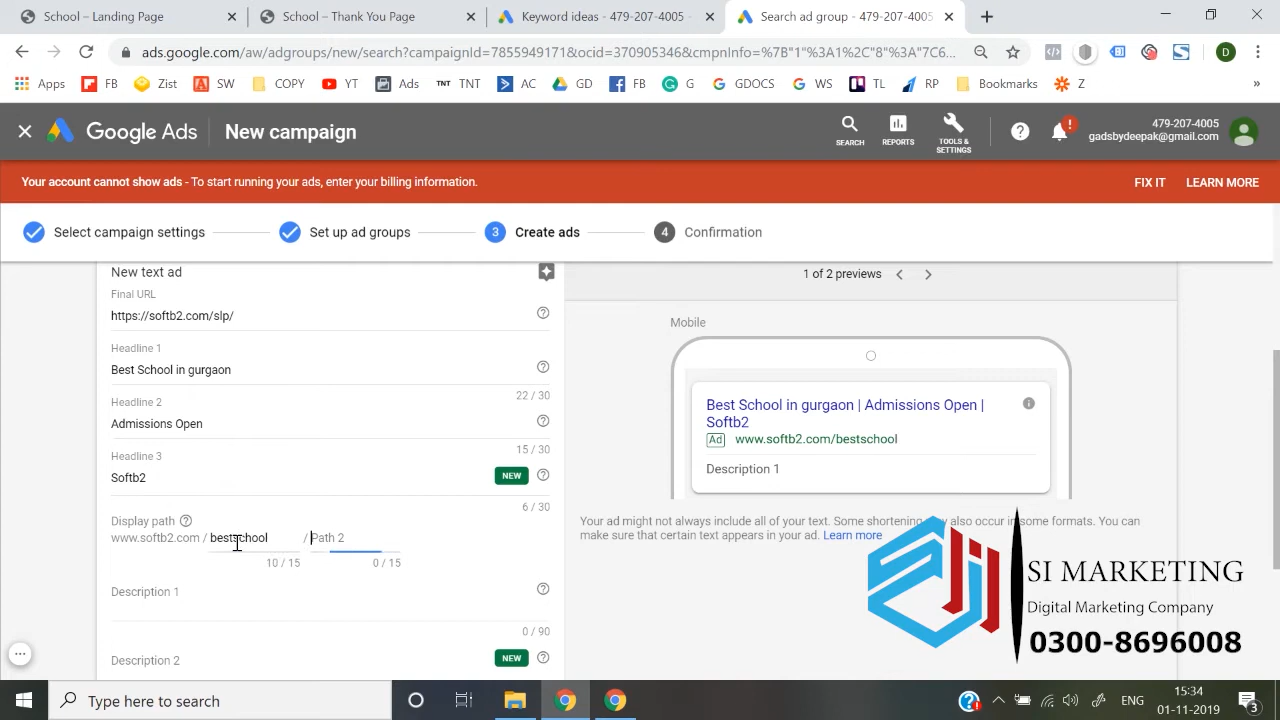 School – Landing Page
School – Thank You Page
Keyword ideas - 479-207-4005 -
Search ad group - 479-207-4005
ads.google.com/aw/adgroups/new/search?campaignId=7855949171&ocid=3709053­46&cmpnInfo=%7B"1"%3A1%2C"8"%3A%7C6...
D
Apps
FB
Zist
SW
COPY
YT
Ads
TNT TNT
AC
GD
FB
G
GDOCS
WS
TL
RP
Bookmarks
Z
»
Google Ads
New campaign
SEARCH
REPORTS
TOOLS &
SETTINGS
479-207-4005
gadsbydeepak@gmail.com
Your account cannot show ads - To start running your ads, enter your billing information.
FIX IT
LEARN MORE
Select campaign settings
Set up ad groups
3 Create ads
4 Confirmation
New text ad
Final URL
https://softb2.com/slp/
Headline 1
Best School in gurgaon
22 / 30
Headline 2
Admissions Open
15 / 30
Headline 3
Softb2
NEW
6 / 30
Display path
www.softb2.com / bestschool / Path 2
10 / 15
0 / 15
Description 1
0 / 90
Description 2
NEW
1 of 2 previews
Mobile
Best School in gurgaon | Admissions Open |
Softb2
Ad www.softb2.com/bestschool
Description 1
Your ad might not always include all of your text. Some shortening may also occur in some formats. You can
make sure that certain text appears in your ad. Learn more
SI MARKETING
Digital Marketing Company
0300-8696008
Type here to search
ENG
15:34
01-11-2019
3